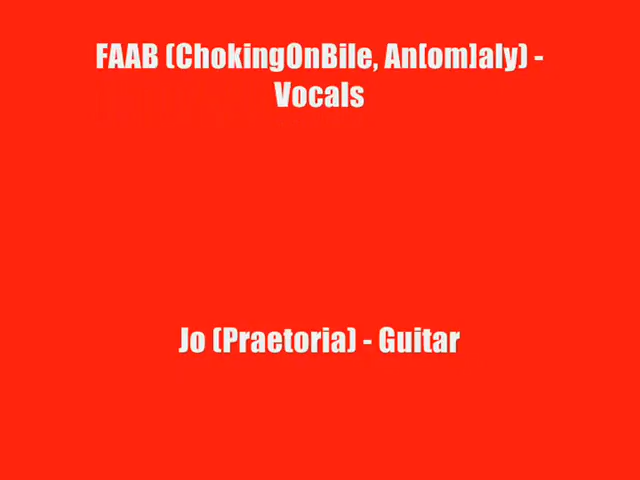 FAAB (ChokingOnBile, An[om]aly) -
Vocals
Jo (Praetoria) - Guitar